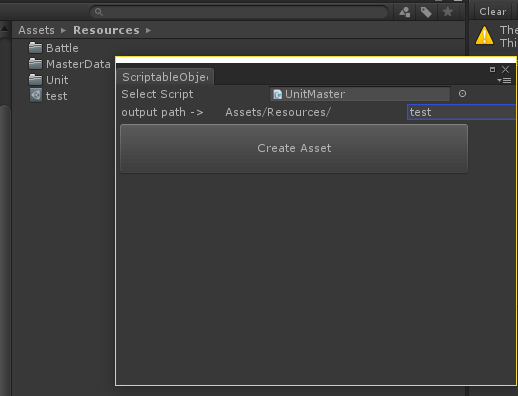 Clear
Assets ▸ Resources ▸
The
Thi
Battle
MasterData
Unit
test
ScriptableObje
Select Script UnitMaster
output path -> Assets/Resources/ test
Create Asset